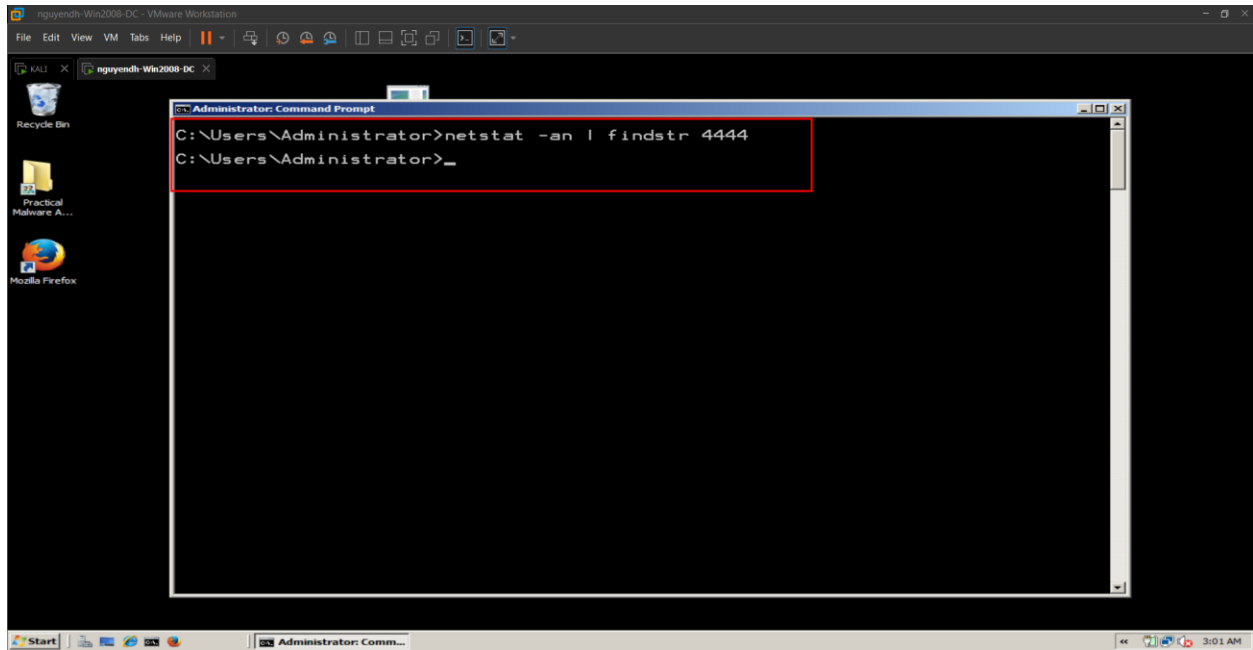 nguyendh-Win2008-DC - VMware Workstation
File Edit View VM Tabs Help
KALI nguyendh-Win2008-DC
Recycle Bin
Administrator: Command Prompt
C:\Users\Administrator>netstat -an | findstr 4444
C:\Users\Administrator>_
Practical
Malware A...
Mozilla Firefox
Start Administrator: Comm... « 3:01 AM